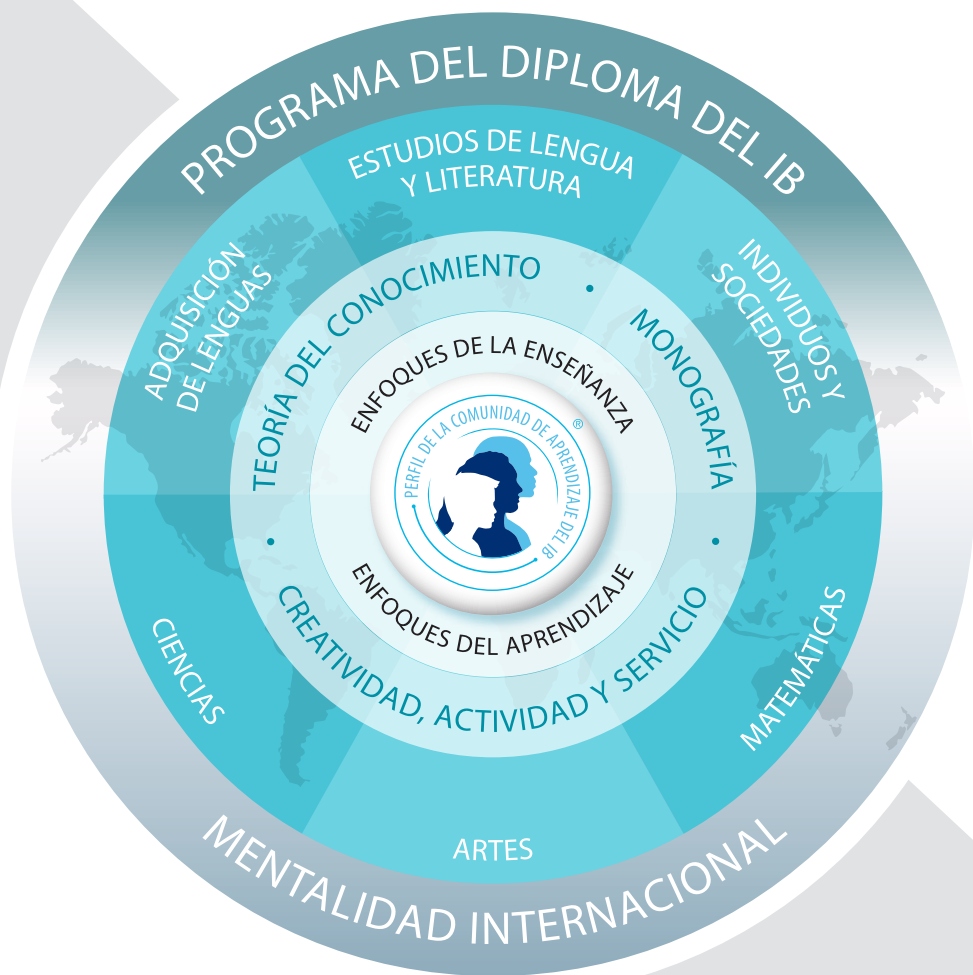 PROGRAMA DEL DIPLOMA DEL IB
ESTUDIOS DE LENGUA
Y LITERATURA
ADQUISICIÓN
DE LENGUAS
INDIVIDUOS Y
SOCIEDADES
TEORÍA DEL CONOCIMIENTO • MONOGRAFÍA •
CREATIVIDAD, ACTIVIDAD Y SERVICIO •
ENFOQUES DE LA ENSEÑANZA
PERFIL DE LA COMUNIDAD DE APRENDIZAJE DEL IB ®
ENFOQUES DEL APRENDIZAJE
CIENCIAS
MATEMÁTICAS
ARTES
MENTALIDAD INTERNACIONAL